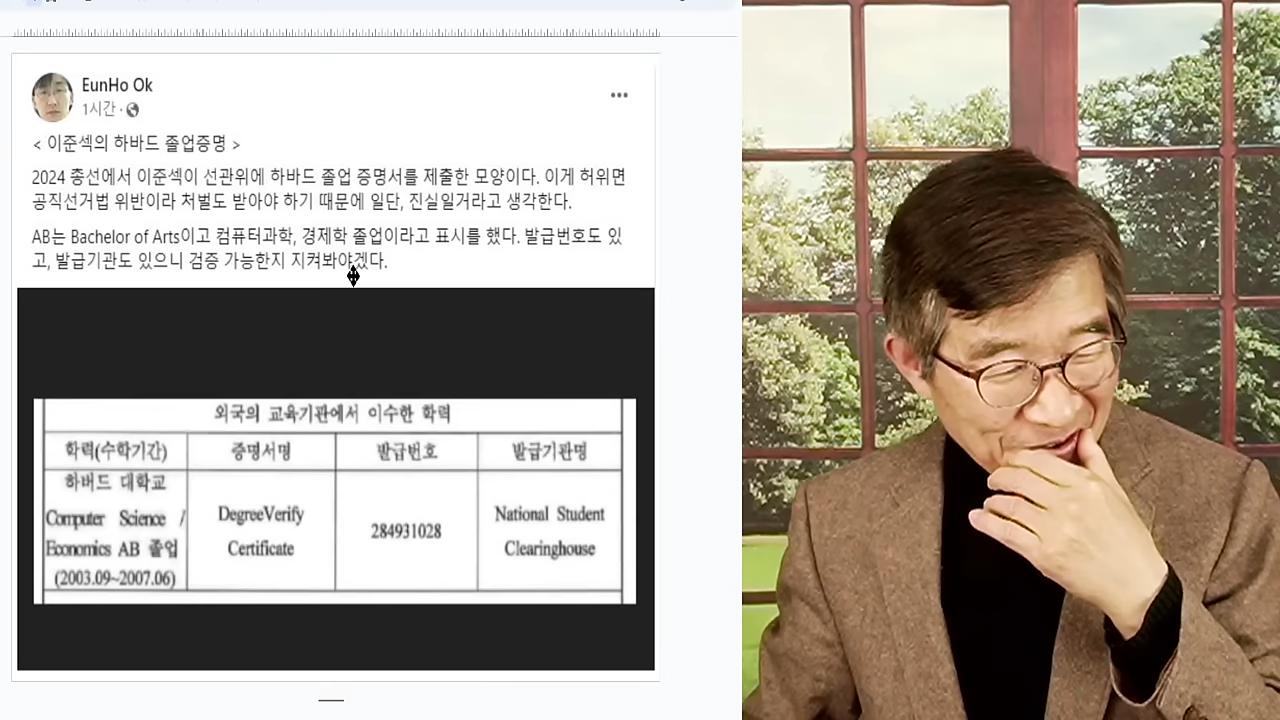 EunHo Ok
1시간
< 이준섹의 하바드 졸업증명 >
2024 총선에서 이준섹이 선관위에 하바드 졸업 증명서를 제출한 모양이다. 이게 허위면
공직선거법 위반이라 처벌도 받아야 하기 때문에 일단, 진실일거라고 생각한다.
AB는 Bachelor of Arts이고 컴퓨터과학, 경제학 졸업이라고 표시를 했다. 발급번호도 있
고, 발급기관도 있으니 검증 가능한지 지켜봐야겠다.
외국의 교육기관에서 이수한 학력
학력(수학기간) 증명서명 발급번호 발급기관명
하버드 대학교
Computer Science /
Economics AB 졸업
(2003.09~2007.06)
DegreeVerify
Certificate
284931028
National Student
Clearinghouse